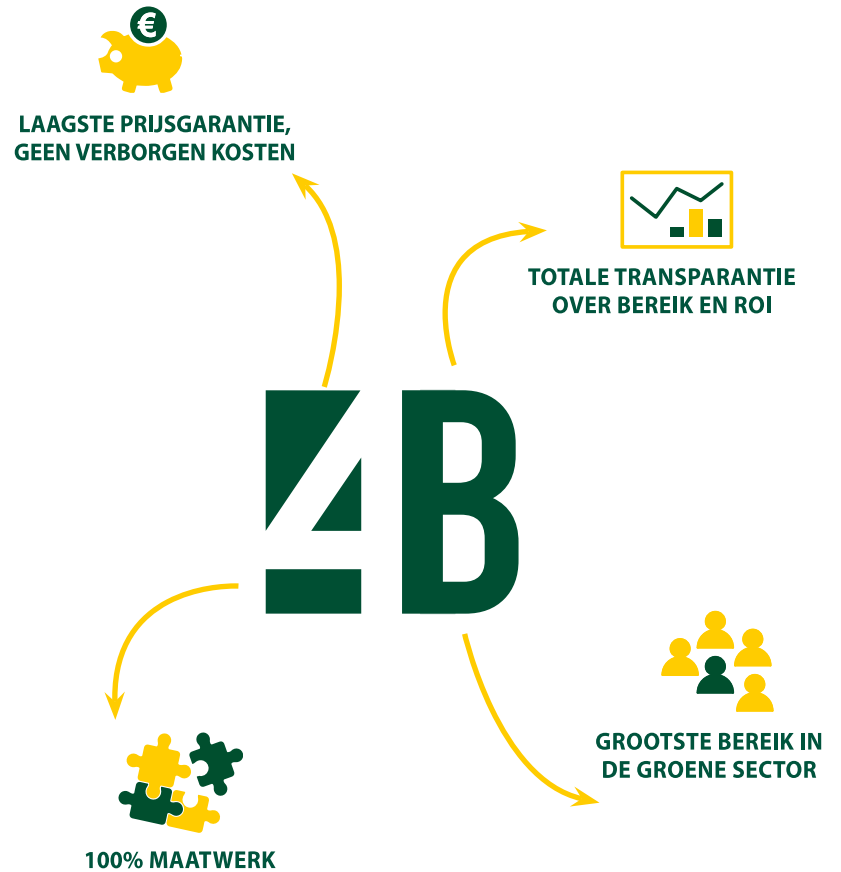 €
LAAGSTE PRIJSGARANTIE,
GEEN VERBORGEN KOSTEN
TOTALE TRANSPARANTIE
OVER BEREIK EN ROI
4B
GROOTSTE BEREIK IN
DE GROENE SECTOR
100% MAATWERK